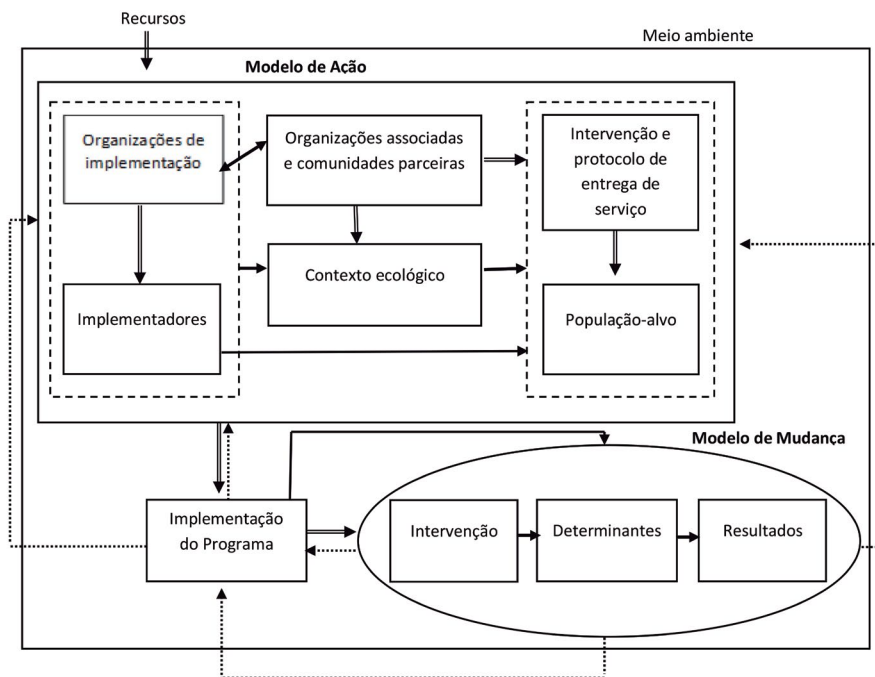 Recursos
Meio ambiente
Modelo de Ação
Organizações de
implementação
Organizações associadas
e comunidades parceiras
Intervenção e
protocolo de
entrega de
serviço
Implementadores
Contexto ecológico
População-alvo
Modelo de Mudança
Implementação
do Programa
Intervenção
Determinantes
Resultados